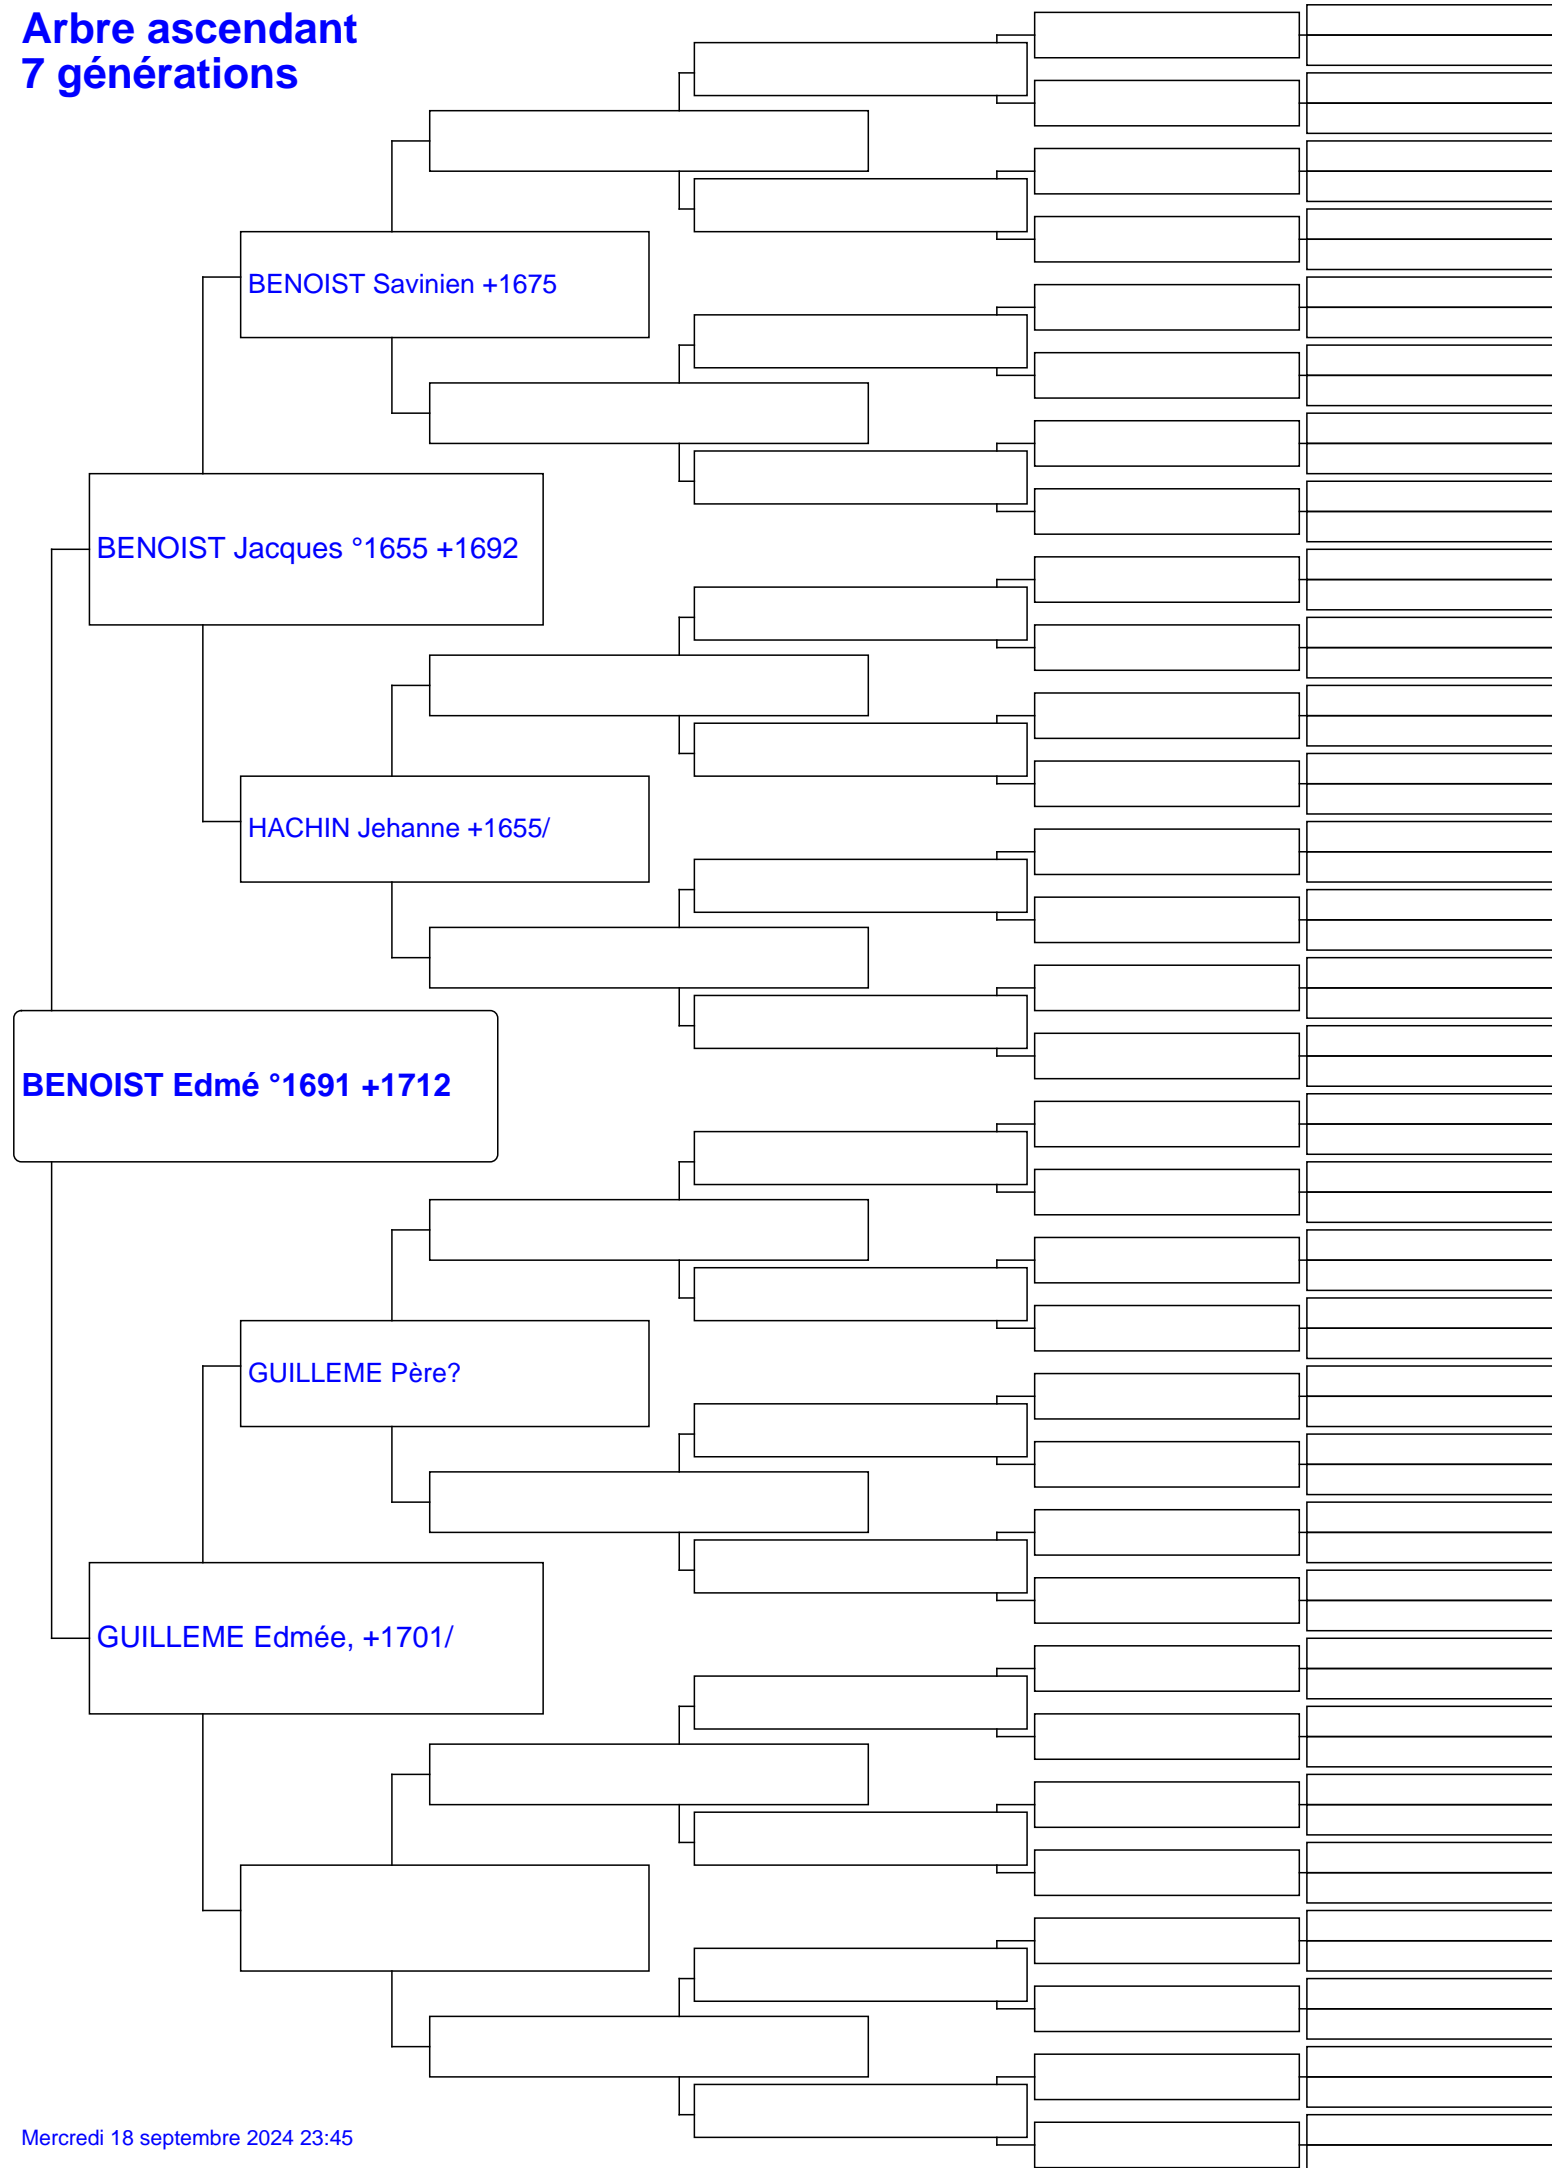 Arbre ascendant
7 générations
BENOIST Savinien +1675
BENOIST Jacques °1655 +1692
HACHIN Jehanne +1655/
BENOIST Edmé °1691 +1712
GUILLEME Père?
GUILLEME Edmée, +1701/
Mercredi 18 septembre 2024 23:45